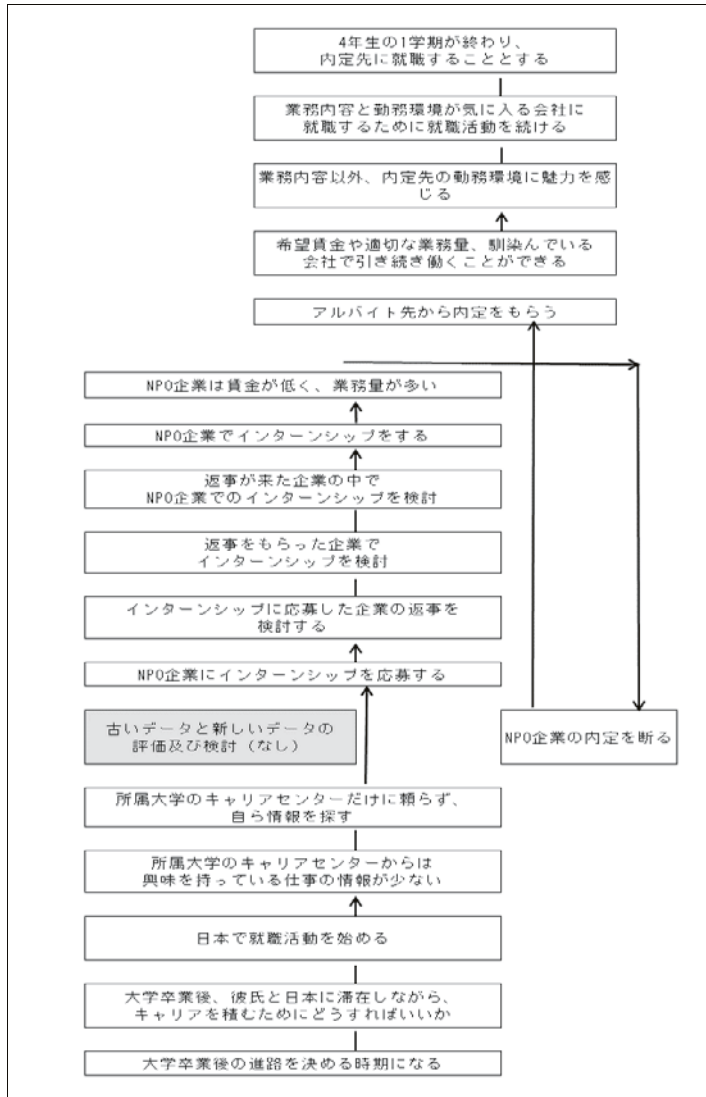 4年生の1学期が終わり、
内定先に就職することとする
業務内容と勤務環境が気に入る会社に
就職するために就職活動を続ける
業務内容以外、内定先の勤務環境に魅力を感
じる
希望賃金や適切な業務量、馴染んでいる
会社で引き続き働くことができる
アルバイト先から内定をもらう
NPO企業は賃金が低く、業務量が多い
NPO企業でインターンシップをする
返事が来た企業の中で
NPO企業でのインターンシップを検討
返事をもらった企業で
インターンシップを検討
インターンシップに応募した企業の返事を
検討する
NPO企業にインターンシップを応募する
古いデータと新しいデータの
評価及び検討（なし）
NPO企業の内定を断る
所属大学のキャリアセンターだけに頼らず、
自ら情報を探す
所属大学のキャリアセンターからは
興味を持っている仕事の情報が少ない
日本で就職活動を始める
大学卒業後、彼氏と日本に滞在しながら、
キャリアを積むためにどうすればいいか
大学卒業後の進路を決める時期になる